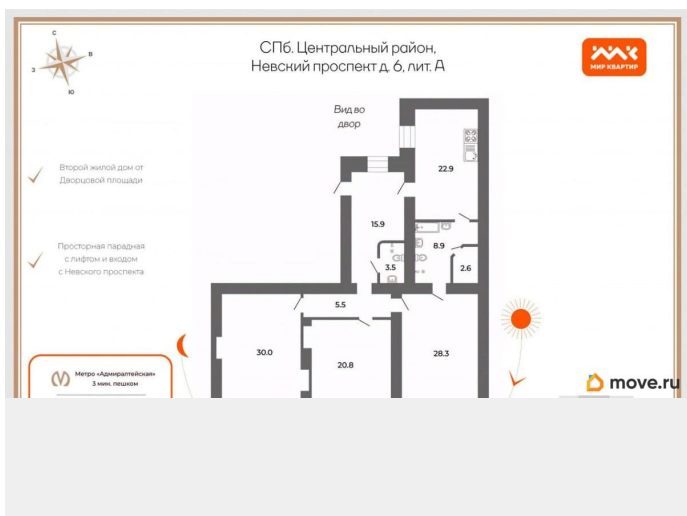 С
В
З
Ю
СПб. Центральный район,
Невский проспект д. 6, лит. А
МИР КВАРТИР
Вид во
двор
Второй жилой дом от
Дворцовой площади
Просторная парадная
с лифтом и входом
с Невского проспекта
22.9
15.9
8.9
3.5
2.6
5.5
30.0
20.8
28.3
Метро «Адмиралтейская»
3 мин. пешком
move.ru